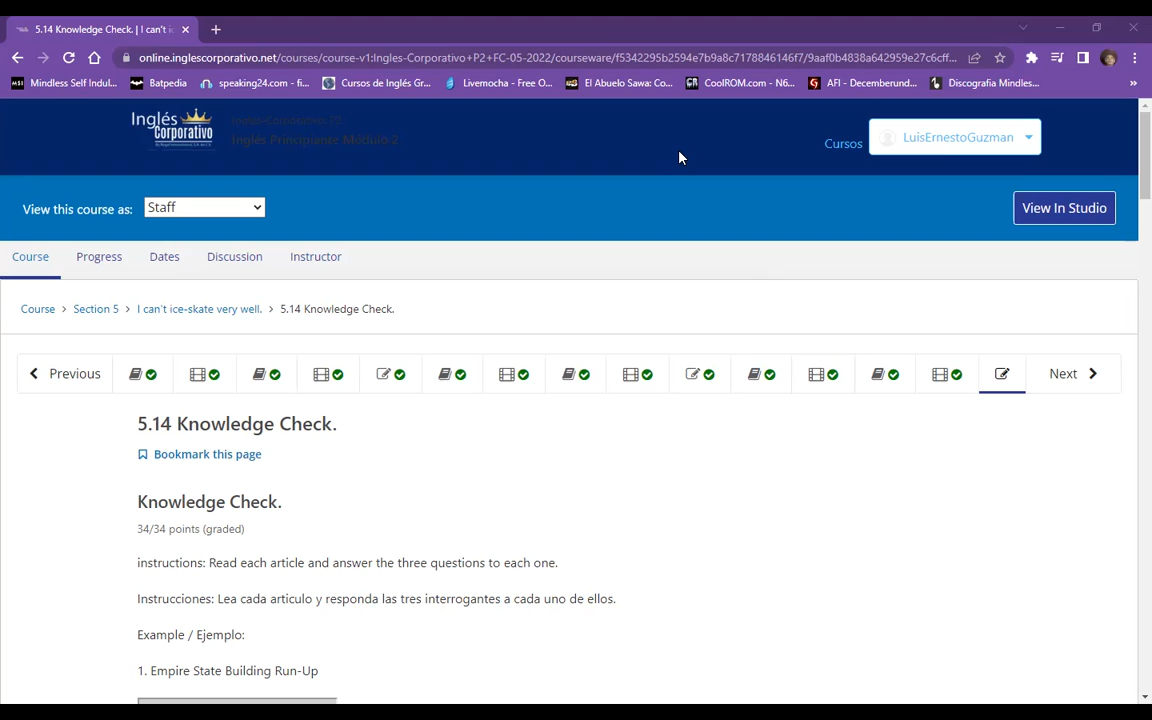 5.14 Knowledge Check. | I can't i
online.inglescorporativo.net/courses/course-v1:Ingles-Corporativo+P2+FC-05-2022/courseware/f5342295b2594e7b9a8c7178846146f9/9aaf0b4838a642959e27c6cff...
Mindless Self Indul... Batpedia speaking24.com - fi... Cursos de Inglés Gr... Livemocha - Free O... El Abuelo Sawa: Co... CoolROM.com - N6... AFI - Decemberund... Discografia Mindles... »
Inglés Corporativo
Inglés Principiante Módulo 2
Cursos LuisErnestoGuzman
View this course as: Staff View In Studio
Course Progress Dates Discussion Instructor
Course > Section 5 > I can't ice-skate very well. > 5.14 Knowledge Check.
Previous Next
5.14 Knowledge Check.
Bookmark this page
Knowledge Check.
34/34 points (graded)
instructions: Read each article and answer the three questions to each one.
Instrucciones: Lea cada articulo y responda las tres interrogantes a cada uno de ellos.
Example / Ejemplo:
1. Empire State Building Run-Up